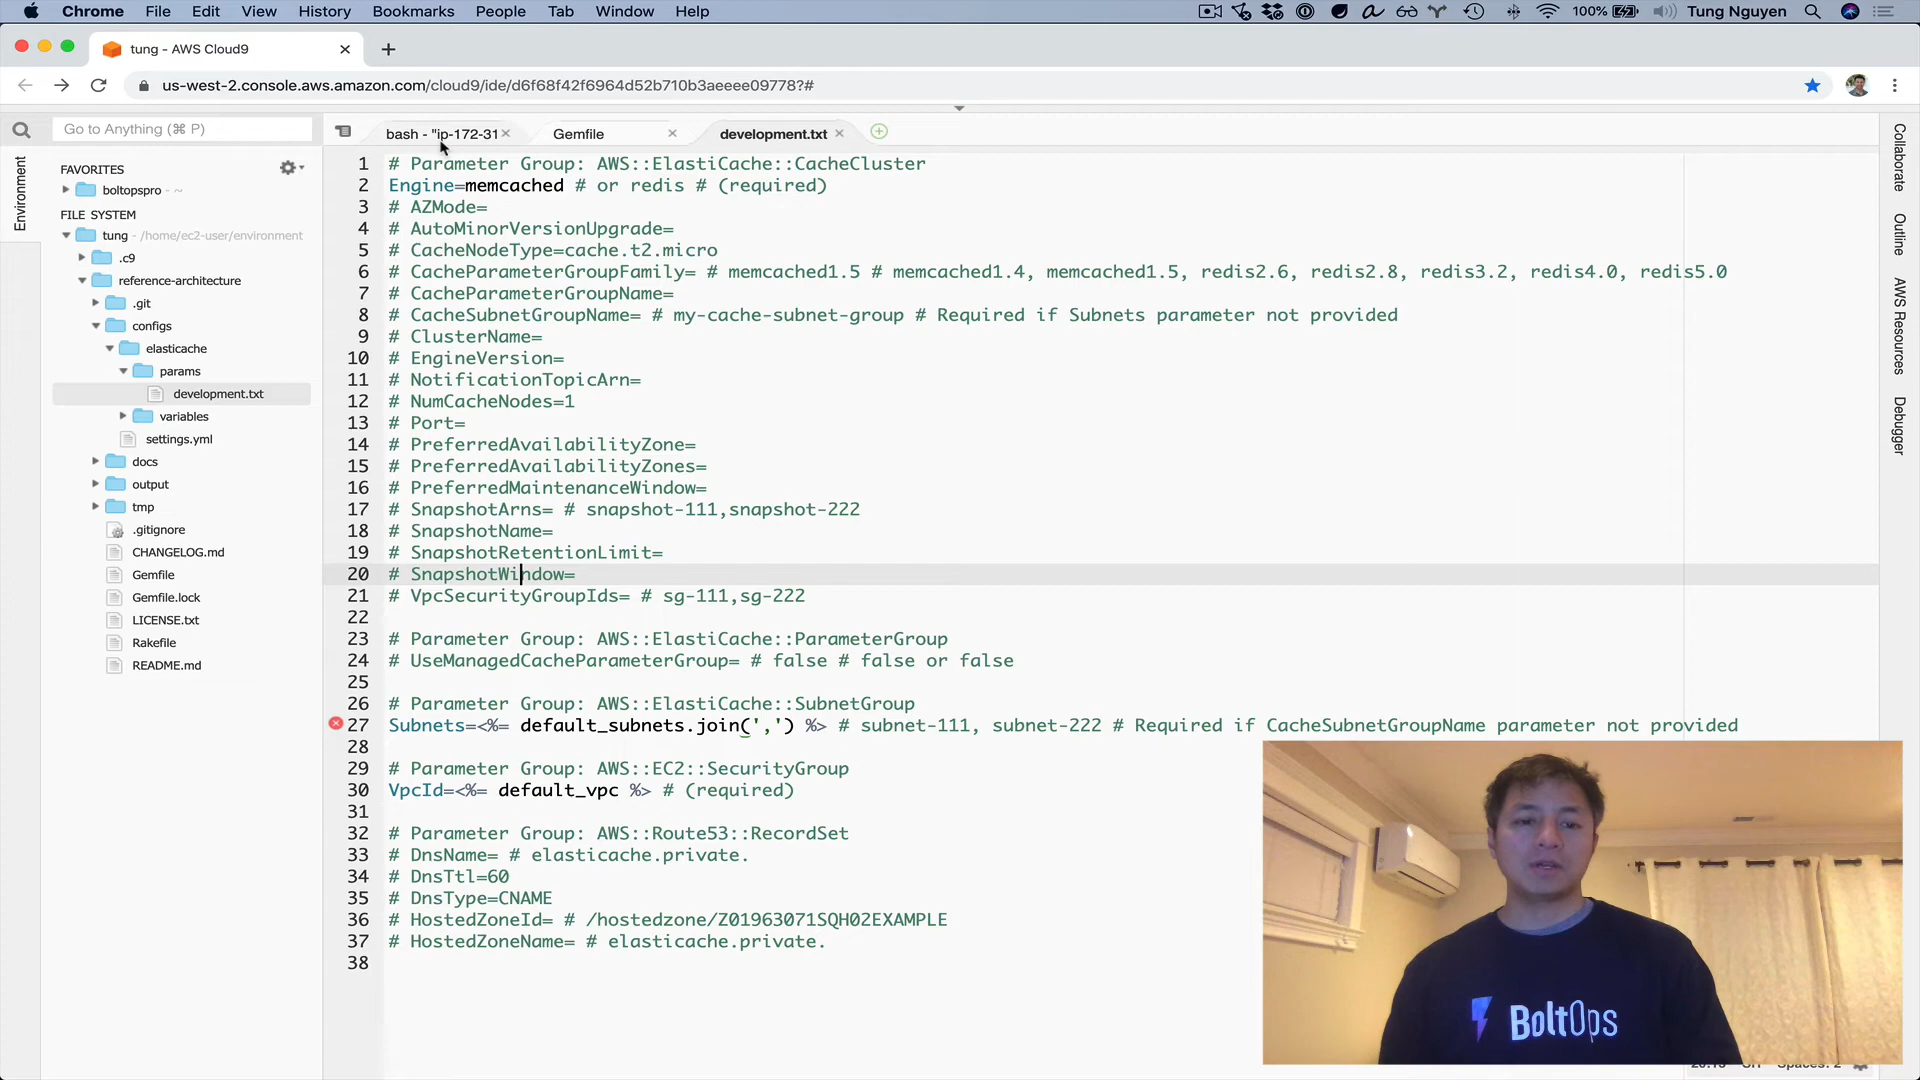 Chrome File Edit View History Bookmarks People Tab Window Help 100% Tung Nguyen
tung - AWS Cloud9
us-west-2.console.aws.amazon.com/cloud9/ide/d6f68f42f6964d52b710b3aeeee09778?#
Go to Anything (⌘ P)
bash - "ip-172-31
Gemfile
development.txt
Environment
FAVORITES
boltopspro - ~
FILE SYSTEM
tung - /home/ec2-user/environment
.c9
reference-architecture
.git
configs
elasticache
params
development.txt
variables
settings.yml
docs
output
tmp
.gitignore
CHANGELOG.md
Gemfile
Gemfile.lock
LICENSE.txt
Rakefile
README.md
1 # Parameter Group: AWS::ElastiCache::CacheCluster
2 Engine=memcached # or redis # (required)
3 # AZMode=
4 # AutoMinorVersionUpgrade=
5 # CacheNodeType=cache.t2.micro
6 # CacheParameterGroupFamily= # memcached1.5 # memcached1.4, memcached1.5, redis2.6, redis2.8, redis3.2, redis4.0, redis5.0
7 # CacheParameterGroupName=
8 # CacheSubnetGroupName= # my-cache-subnet-group # Required if Subnets parameter not provided
9 # ClusterName=
10 # EngineVersion=
11 # NotificationTopicArn=
12 # NumCacheNodes=1
13 # Port=
14 # PreferredAvailabilityZone=
15 # PreferredAvailabilityZones=
16 # PreferredMaintenanceWindow=
17 # SnapshotArns= # snapshot-111,snapshot-222
18 # SnapshotName=
19 # SnapshotRetentionLimit=
20 # SnapshotWindow=
21 # VpcSecurityGroupIds= # sg-111,sg-222
22
23 # Parameter Group: AWS::ElastiCache::ParameterGroup
24 # UseManagedCacheParameterGroup= # false # false or false
25
26 # Parameter Group: AWS::ElastiCache::SubnetGroup
27 Subnets=<%= default_subnets.join(',') %> # subnet-111, subnet-222 # Required if CacheSubnetGroupName parameter not provided
28
29 # Parameter Group: AWS::EC2::SecurityGroup
30 VpcId=<%= default_vpc %> # (required)
31
32 # Parameter Group: AWS::Route53::RecordSet
33 # DnsName= # elasticache.private.
34 # DnsTtl=60
35 # DnsType=CNAME
36 # HostedZoneId= # /hostedzone/Z01963071SQH02EXAMPLE
37 # HostedZoneName= # elasticache.private.
38
Collaborate
Outline
AWS Resources
Debugger
BoltOps